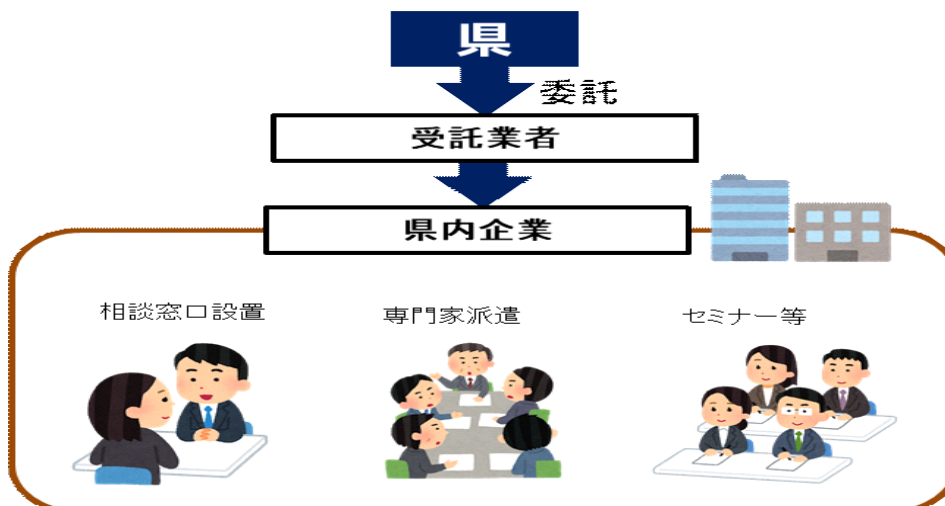 県
委託
受託業者
県内企業
相談窓口設置
専門家派遣
セミナー等